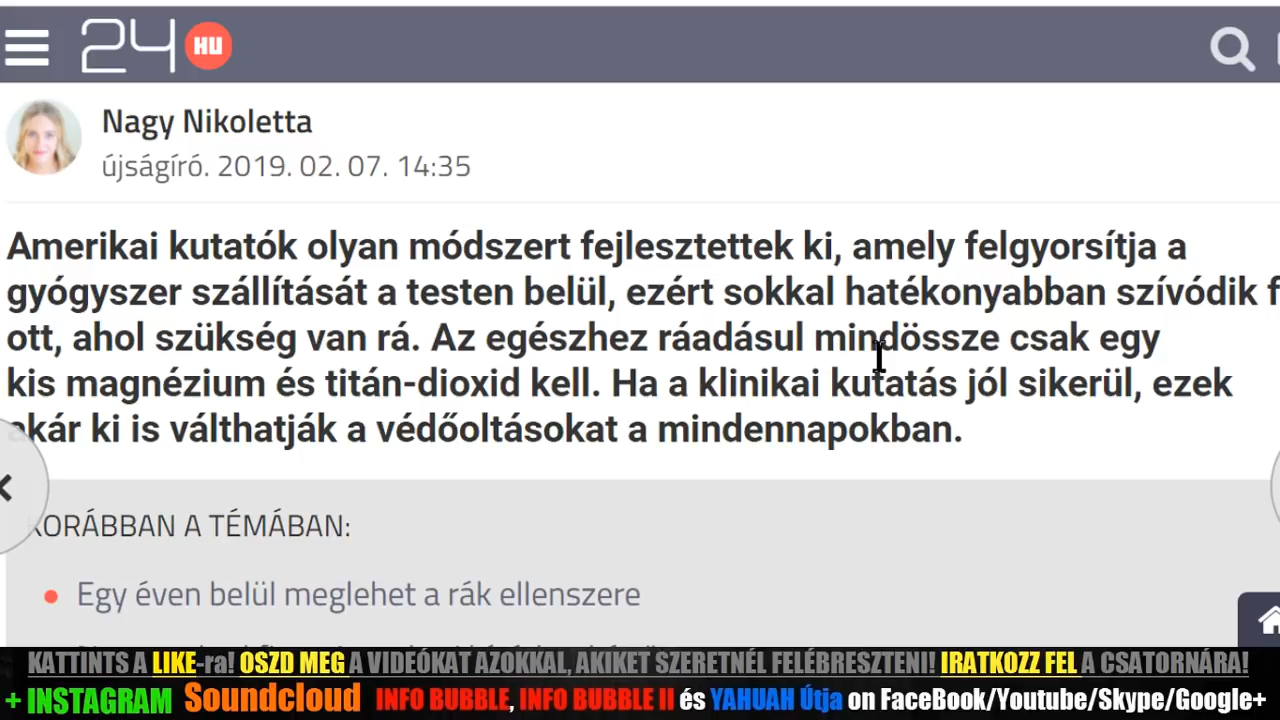 24 HU
Nagy Nikoletta
újságíró. 2019. 02. 07. 14:35
Amerikai kutatók olyan módszert fejlesztettek ki, amely felgyorsítja a
gyógyszer szállítását a testen belül, ezért sokkal hatékonyabban szívódik f
ott, ahol szükség van rá. Az egészhez ráadásul mindössze csak egy
kis magnézium és titán-dioxid kell. Ha a klinikai kutatás jól sikerül, ezek
akár ki is válthatják a védőoltásokat a mindennapokban.
KORÁBBAN A TÉMÁBAN:
Egy éven belül meglehet a rák ellenszere
KATTINTS A LIKE-ra! OSZD MEG A VIDEÓKAT AZOKKAL, AKIKET SZERETNÉL FELÉBRESZTENI! IRATKOZZ FEL A CSATORNÁRA!
+ INSTAGRAM Soundcloud INFO BUBBLE, INFO BUBBLE II és YAHUAH Útja on FaceBook/Youtube/Skype/Google+